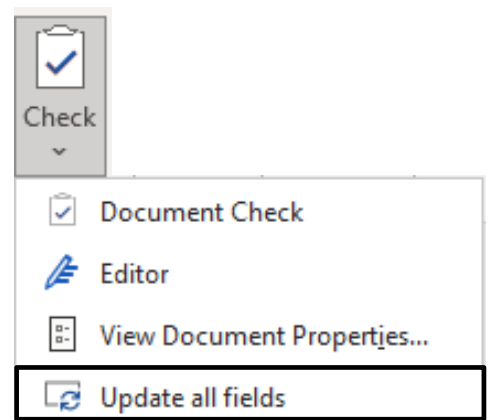 Check
Document Check
Editor
View Document Properties...
Update all fields